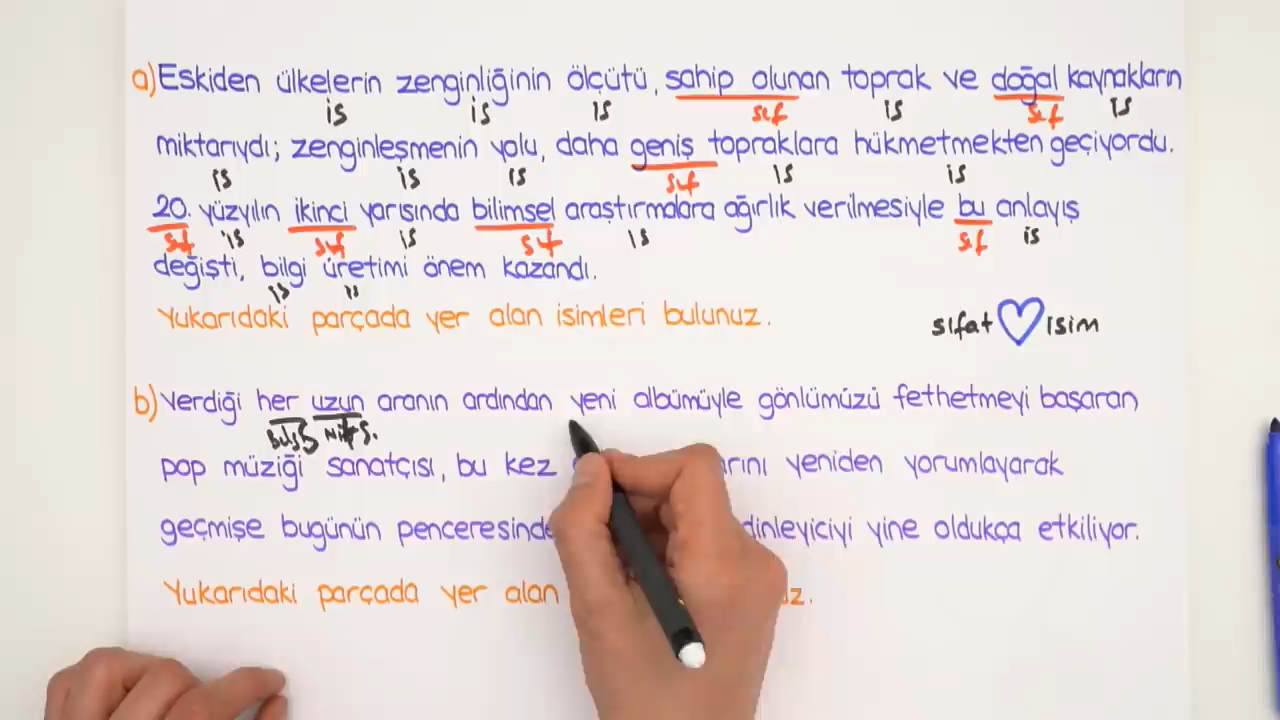 a) Eskiden ülkelerin zenginliğinin ölçütü, sahip olunan toprak ve doğal kaynakların
is is is sıf is sıf is
miktarıydı; zenginleşmenin yolu, daha geniş topraklara hükmetmekten geçiyordu.
is is is sıf is is
20. yüzyılın ikinci yarısında bilimsel araştırmalara ağırlık verilmesiyle bu anlayış
sıf is sıf is sıf is sıf is
değişti, bilgi üretimi önem kazandı.
is is
Yukarıdaki parçada yer alan isimleri bulunuz.
sıfat isim
b) Verdiği her uzun aranın ardından yeni albümüyle gönlümüzü fethetmeyi başaran
pop müziği sanatçısı, bu kez yeniden yorumlayarak
geçmişe bugünün dinleyiciyi yine oldukça etkiliyor.
Yukarıdaki parçada yer alan